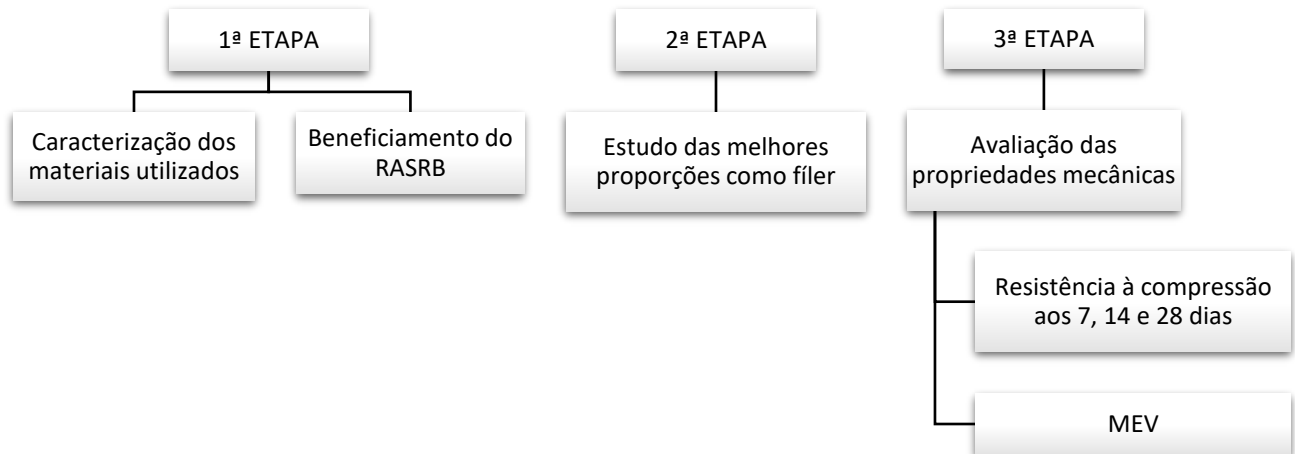 1ª ETAPA
Caracterização dos
materiais utilizados
Beneficiamento do
RASRB
2ª ETAPA
Estudo das melhores
proporções como fíler
3ª ETAPA
Avaliação das
propriedades mecânicas
Resistência à compressão
aos 7, 14 e 28 dias
MEV